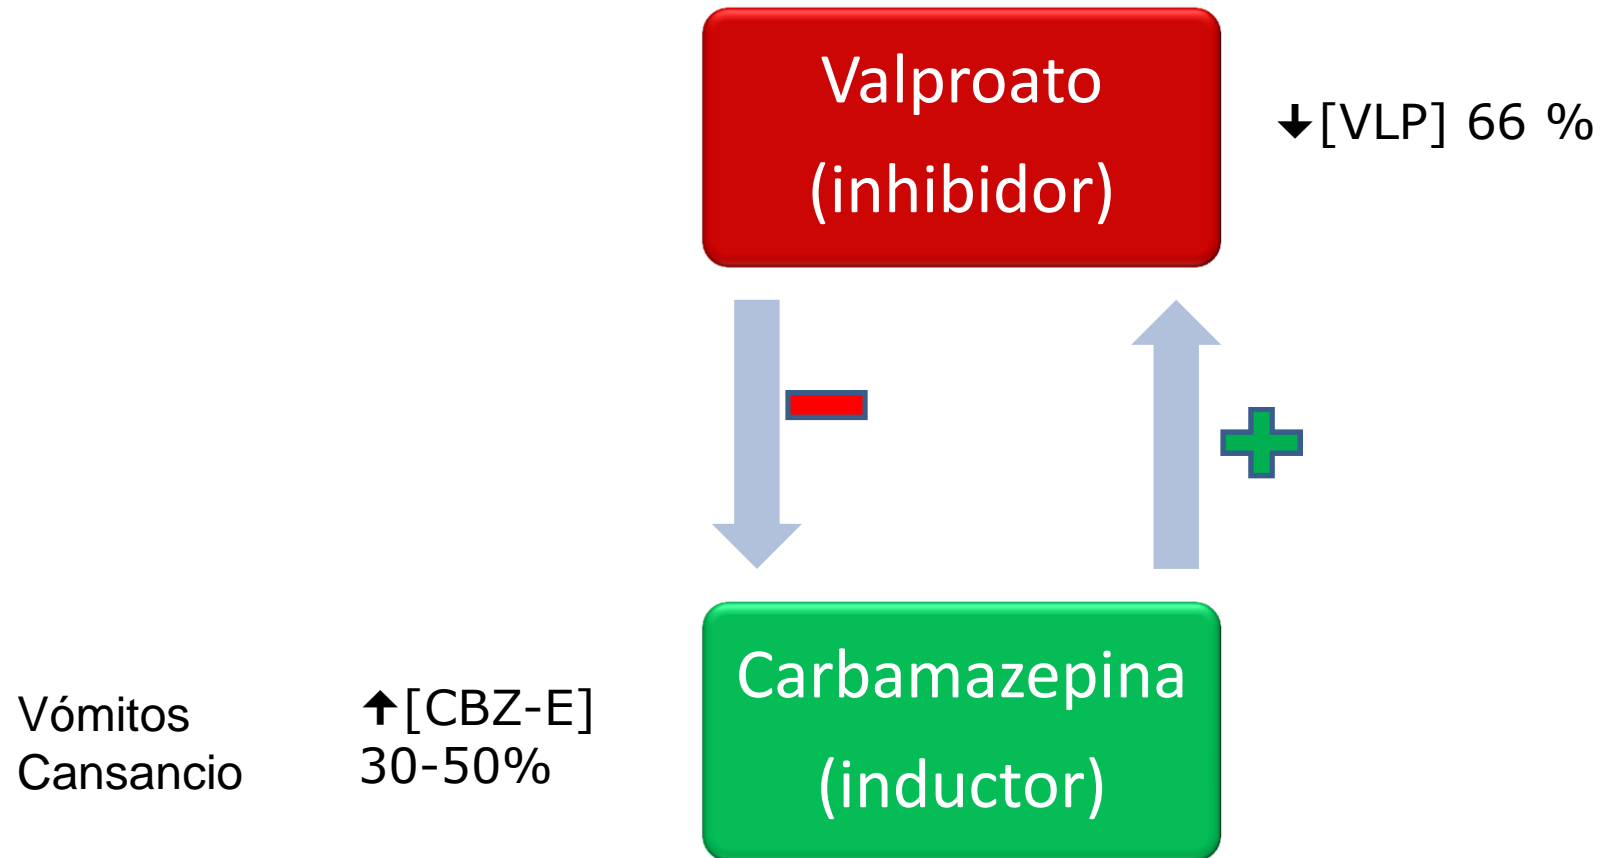 Valproato
(inhibidor)
↓[VLP] 66 %
Carbamazepina
(inductor)
Vómitos
Cansancio
↑[CBZ-E]
30-50%